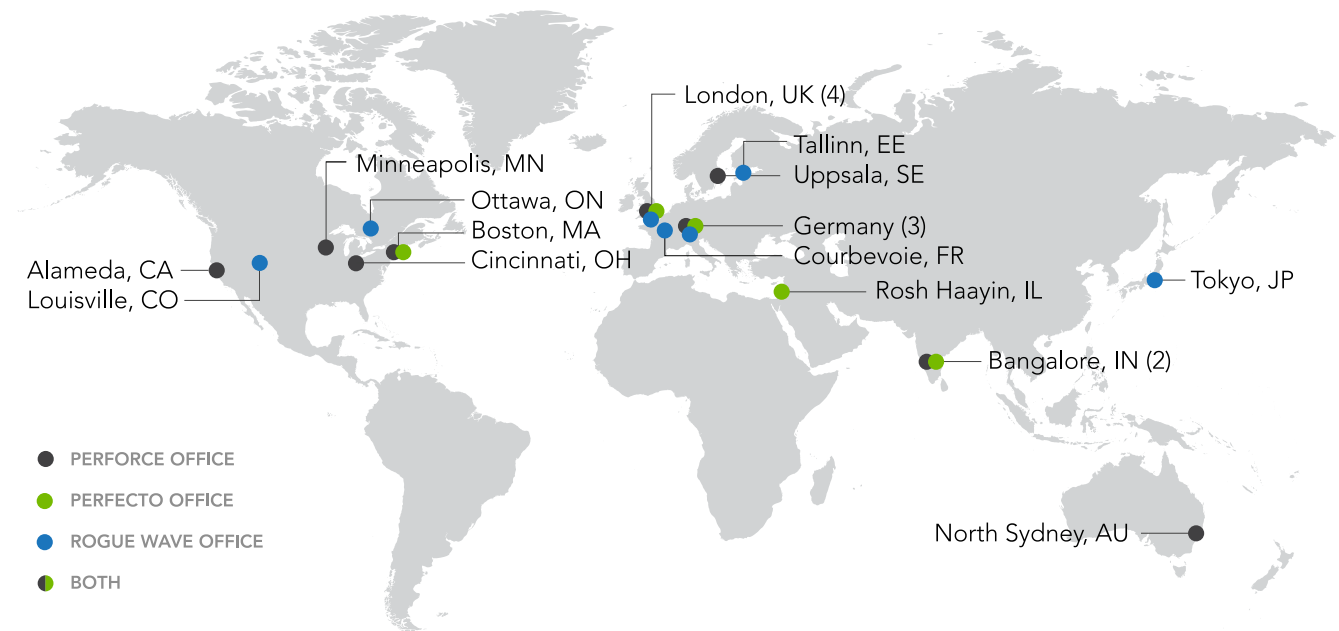 London, UK (4)
Tallinn, EE
Uppsala, SE
Minneapolis, MN
Ottawa, ON
Boston, MA
Cincinnati, OH
Germany (3)
Courbevoie, FR
Alameda, CA
Louisville, CO
Rosh Haayin, IL
Tokyo, JP
Bangalore, IN (2)
North Sydney, AU
PERFORCE OFFICE
PERFECTO OFFICE
ROGUE WAVE OFFICE
BOTH